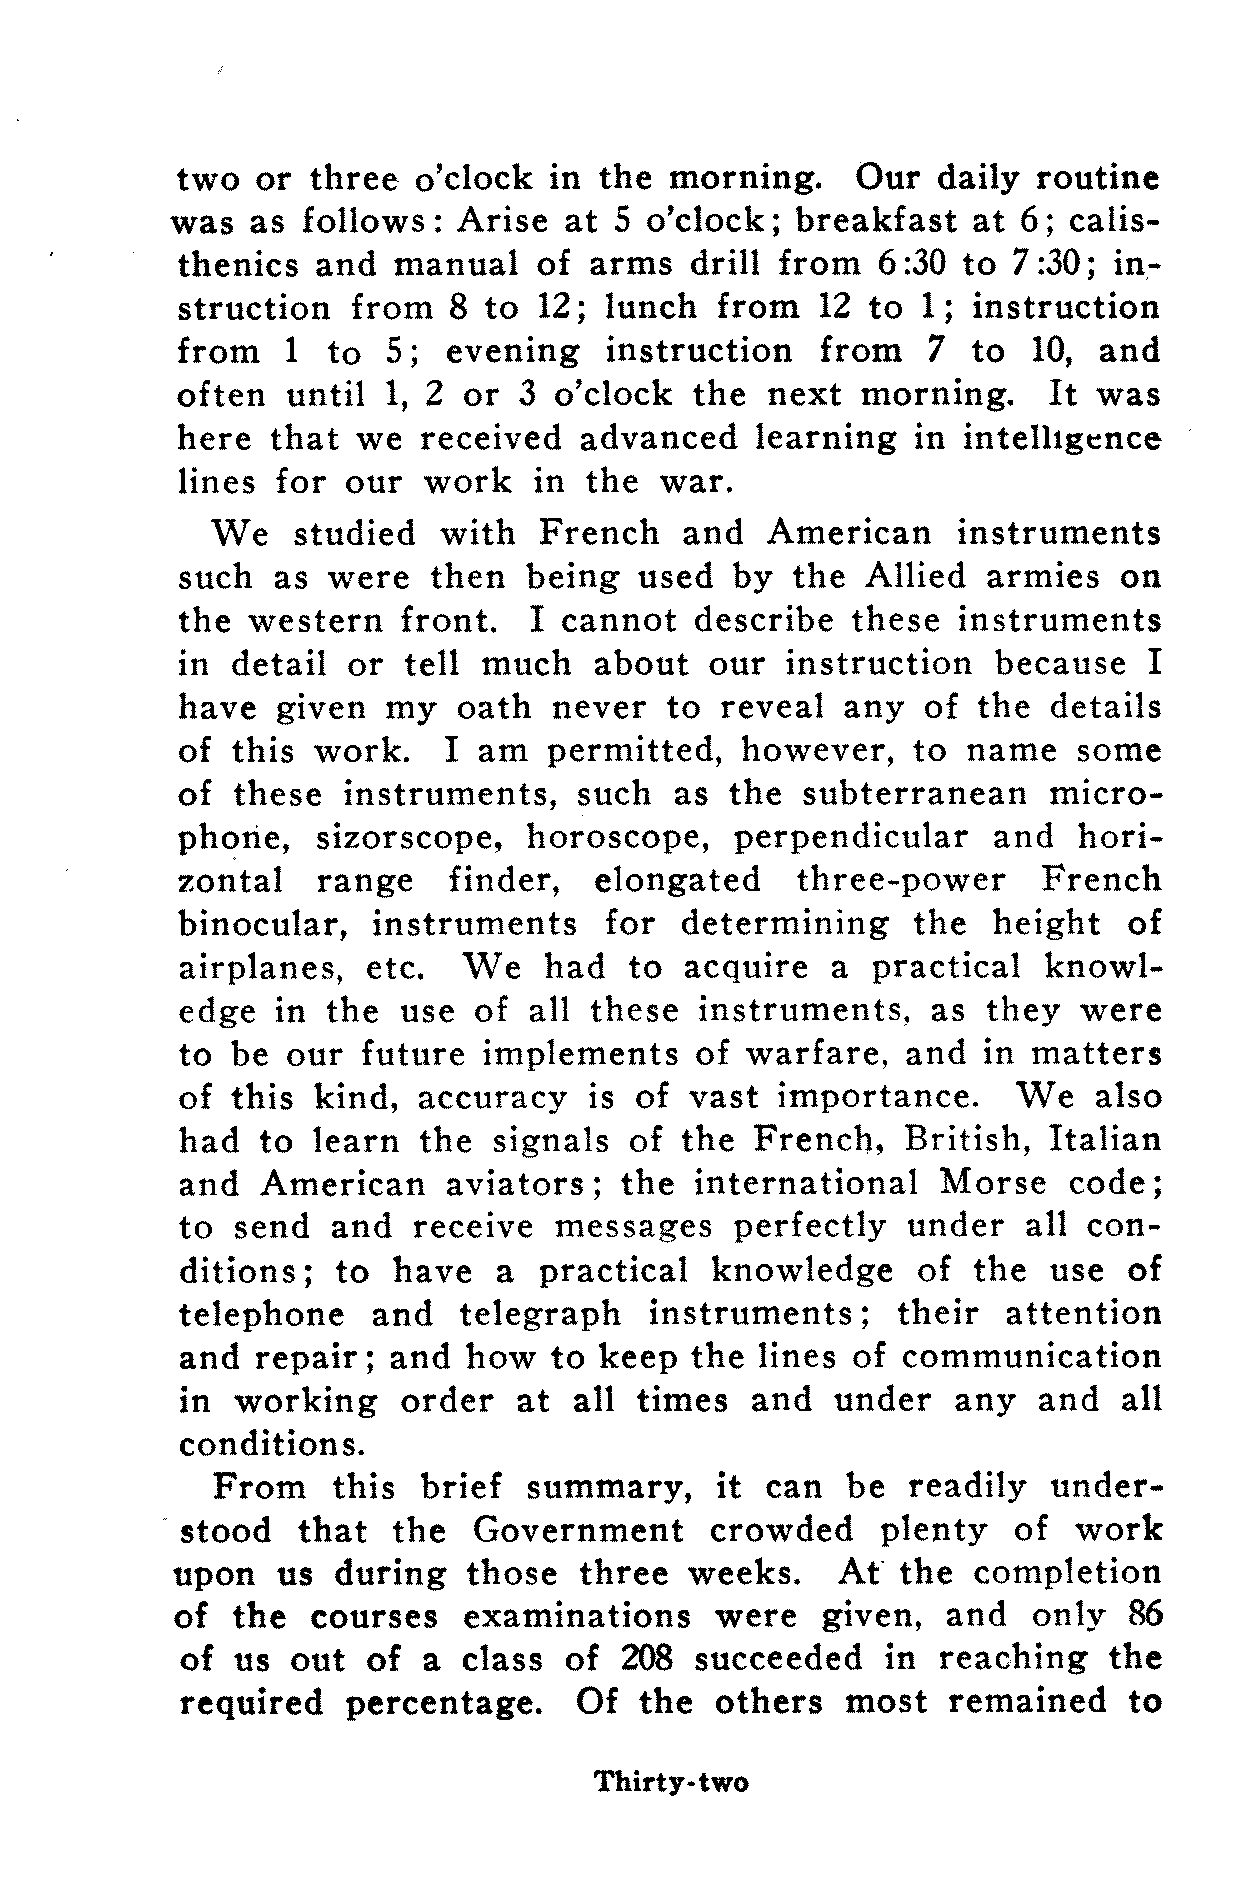 two or three o'clock in the morning. Our daily routine
was as follows: Arise at 5 o'clock; breakfast at 6; calis-
thenics and manual of arms drill from 6:30 to 7:30; in-
struction from 8 to 12; lunch from 12 to 1; instruction
from 1 to 5; evening instruction from 7 to 10, and
often until 1, 2 or 3 o'clock the next morning. It was
here that we received advanced learning in intelligence
lines for our work in the war.
We studied with French and American instruments
such as were then being used by the Allied armies on
the western front. I cannot describe these instruments
in detail or tell much about our instruction because I
have given my oath never to reveal any of the details
of this work. I am permitted, however, to name some
of these instruments, such as the subterranean micro-
phone, sizorscope, horoscope, perpendicular and hori-
zontal range finder, elongated three-power French
binocular, instruments for determining the height of
airplanes, etc. We had to acquire a practical knowl-
edge in the use of all these instruments, as they were
to be our future implements of warfare, and in matters
of this kind, accuracy is of vast importance. We also
had to learn the signals of the French, British, Italian
and American aviators; the international Morse code;
to send and receive messages perfectly under all con-
ditions; to have a practical knowledge of the use of
telephone and telegraph instruments; their attention
and repair; and how to keep the lines of communication
in working order at all times and under any and all
conditions.
From this brief summary, it can be readily under-
stood that the Government crowded plenty of work
upon us during those three weeks. At the completion
of the courses examinations were given, and only 86
of us out of a class of 208 succeeded in reaching the
required percentage. Of the others most remained to
Thirty-two